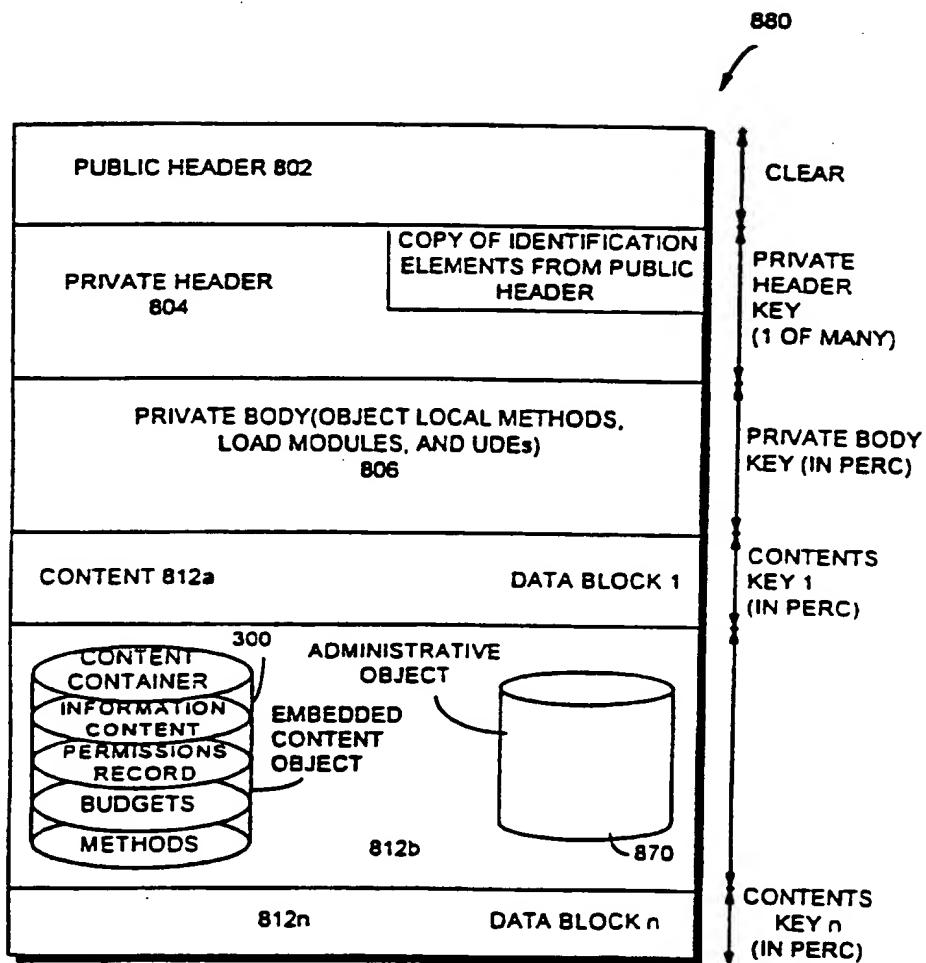 880
PUBLIC HEADER 802
CLEAR
COPY OF IDENTIFICATION
ELEMENTS FROM PUBLIC
HEADER
PRIVATE HEADER
804
PRIVATE
HEADER
KEY
(1 OF MANY)
PRIVATE BODY(OBJECT LOCAL METHODS,
LOAD MODULES, AND UDEs)
806
PRIVATE BODY
KEY (IN PERC)
CONTENT 812a
DATA BLOCK 1
CONTENTS
KEY 1
(IN PERC)
300
CONTENT
CONTAINER
INFORMATION
CONTENT
PERMISSIONS
RECORD
BUDGETS
METHODS
EMBEDDED
CONTENT
OBJECT
ADMINISTRATIVE
OBJECT
812b
870
812n
DATA BLOCK n
CONTENTS
KEY n
(IN PERC)